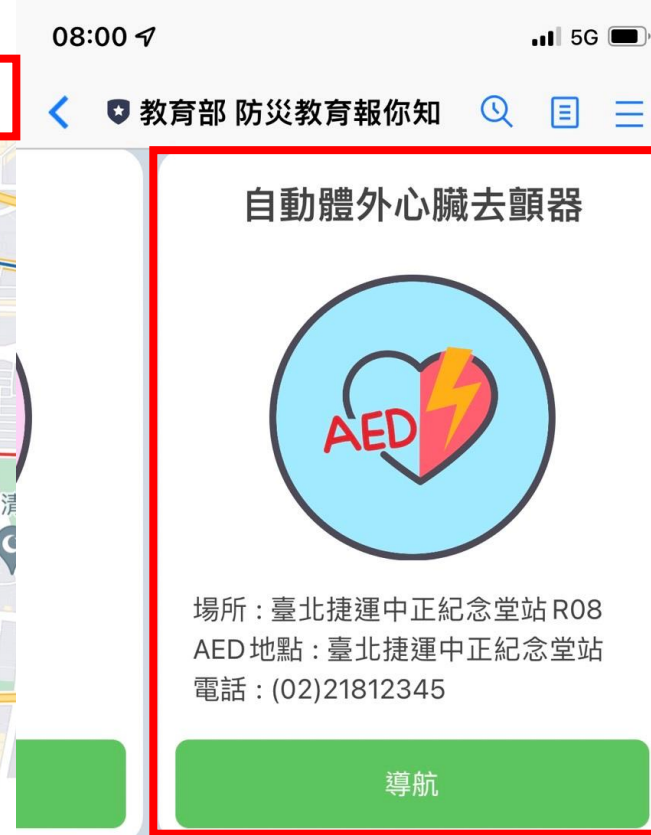 08:00
5G
教育部 防災教育報你知
自動體外心臟去顫器
AED
場所 : 臺北捷運中正紀念堂站 R08
AED 地點 : 臺北捷運中正紀念堂站
電話 : (02)21812345
導航
清